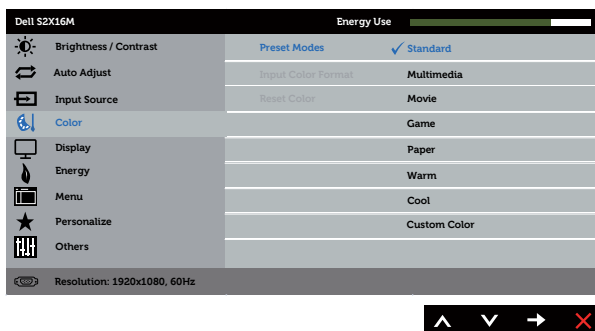 Dell S2X16M Energy Use
Brightness / Contrast Preset Modes Standard
Auto Adjust Input Color Format Multimedia
Input Source Reset Color Movie
Color Game
Display Paper
Energy Warm
Menu Cool
Personalize Custom Color
Others
Resolution: 1920x1080, 60Hz